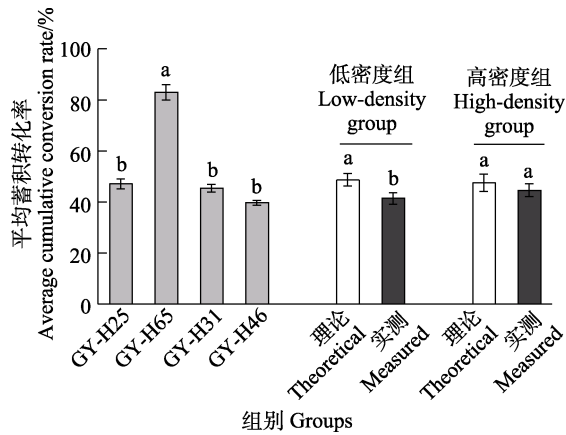 平均蓄积转化率
Average cumulative conversion rate/%
100
80
60
40
20
0
b
a
b
b
低密度组
Low-density
group
a
b
高密度组
High-density
group
a
a
GY-H25
GY-H65
GY-H31
GY-H46
理论
Theoretical
实测
Measured
理论
Theoretical
实测
Measured
组别 Groups